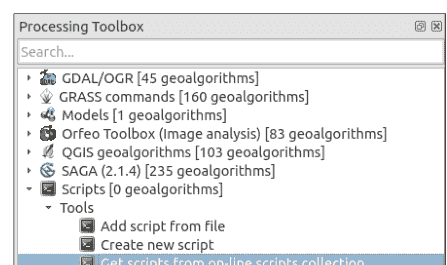 Processing Toolbox
Search...
GDAL/OGR [45 geoalgorithms]
GRASS commands [160 geoalgorithms]
Models [1 geoalgorithms]
Orfeo Toolbox (Image analysis) [83 geoalgorithms]
QGIS geoalgorithms [103 geoalgorithms]
SAGA (2.1.4) [235 geoalgorithms]
Scripts [0 geoalgorithms]
Tools
Add script from file
Create new script
Get scripts from on-line scripts collection